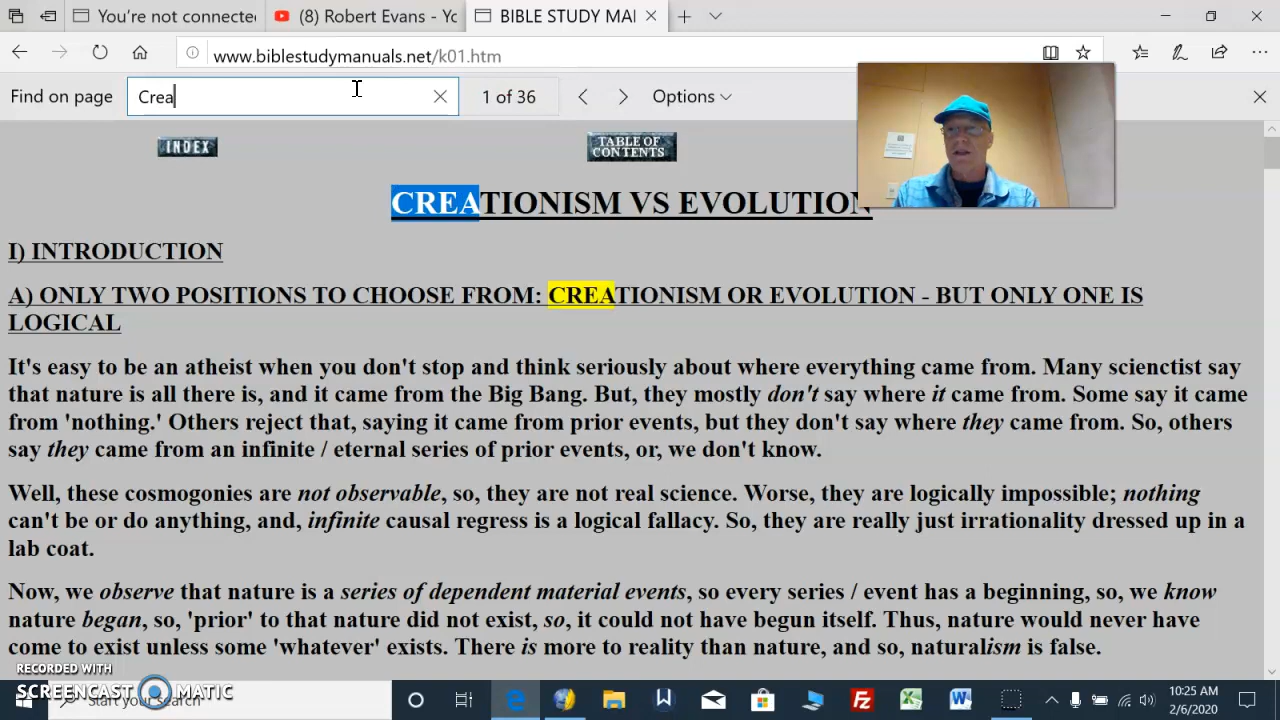 You're not connected
(8) Robert Evans - Yo
BIBLE STUDY MAN
www.biblestudymanuals.net/k01.htm
Find on page
Crea
1 of 36
Options
INDEX
TABLE OF
CONTENTS
CREATIONISM VS EVOLUTION
I) INTRODUCTION
A) ONLY TWO POSITIONS TO CHOOSE FROM: CREATIONISM OR EVOLUTION - BUT ONLY ONE IS
LOGICAL
It's easy to be an atheist when you don't stop and think seriously about where everything came from. Many scienctist say
that nature is all there is, and it came from the Big Bang. But, they mostly don't say where it came from. Some say it came
from 'nothing.' Others reject that, saying it came from prior events, but they don't say where they came from. So, others
say they came from an infinite / eternal series of prior events, or, we don't know.
Well, these cosmogonies are not observable, so, they are not real science. Worse, they are logically impossible; nothing
can't be or do anything, and, infinite causal regress is a logical fallacy. So, they are really just irrationality dressed up in a
lab coat.
Now, we observe that nature is a series of dependent material events, so every series / event has a beginning, so, we know
nature began, so, 'prior' to that nature did not exist, so, it could not have begun itself. Thus, nature would never have
come to exist unless some 'whatever' exists. There is more to reality than nature, and so, naturalism is false.
RECORDED WITH
SCREENCAST MATIC
Start your search
10:25 AM
2/6/2020